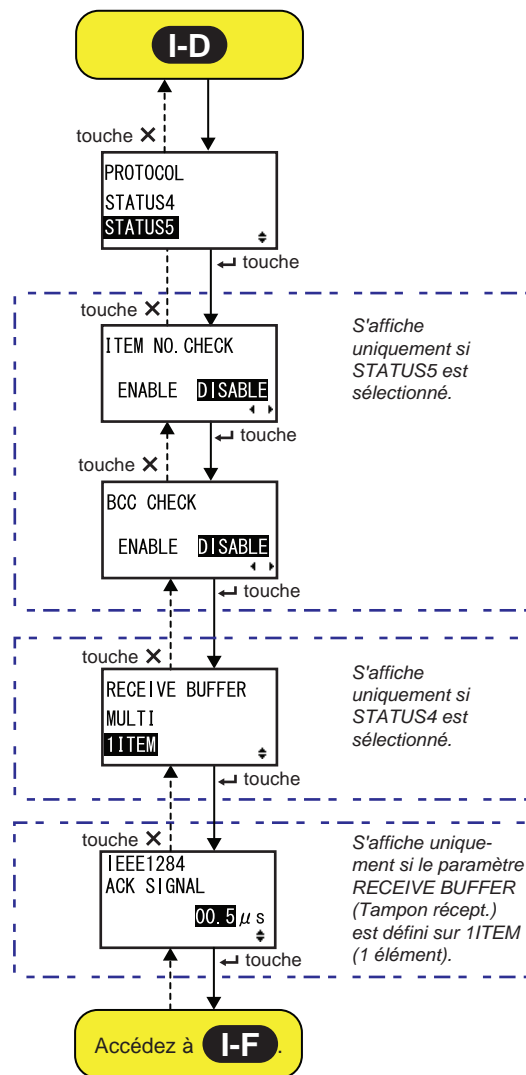 I-D
touche ✕
PROTOCOL
STATUS4
STATUS5
↵ touche
touche ✕
ITEM NO. CHECK
ENABLE DISABLE
S'affiche
uniquement si
STATUS5 est
sélectionné.
↵ touche
touche ✕
BCC CHECK
ENABLE DISABLE
↵ touche
touche ✕
RECEIVE BUFFER
MULTI
1ITEM
S'affiche
uniquement si
STATUS4 est
sélectionné.
↵ touche
touche ✕
IEEE1284
ACK SIGNAL
00.5 μs
S'affiche unique-
ment si le paramètre
RECEIVE BUFFER
(Tampon récept.)
est défini sur 1ITEM
(1 élément).
↵ touche
Accédez à I-F.